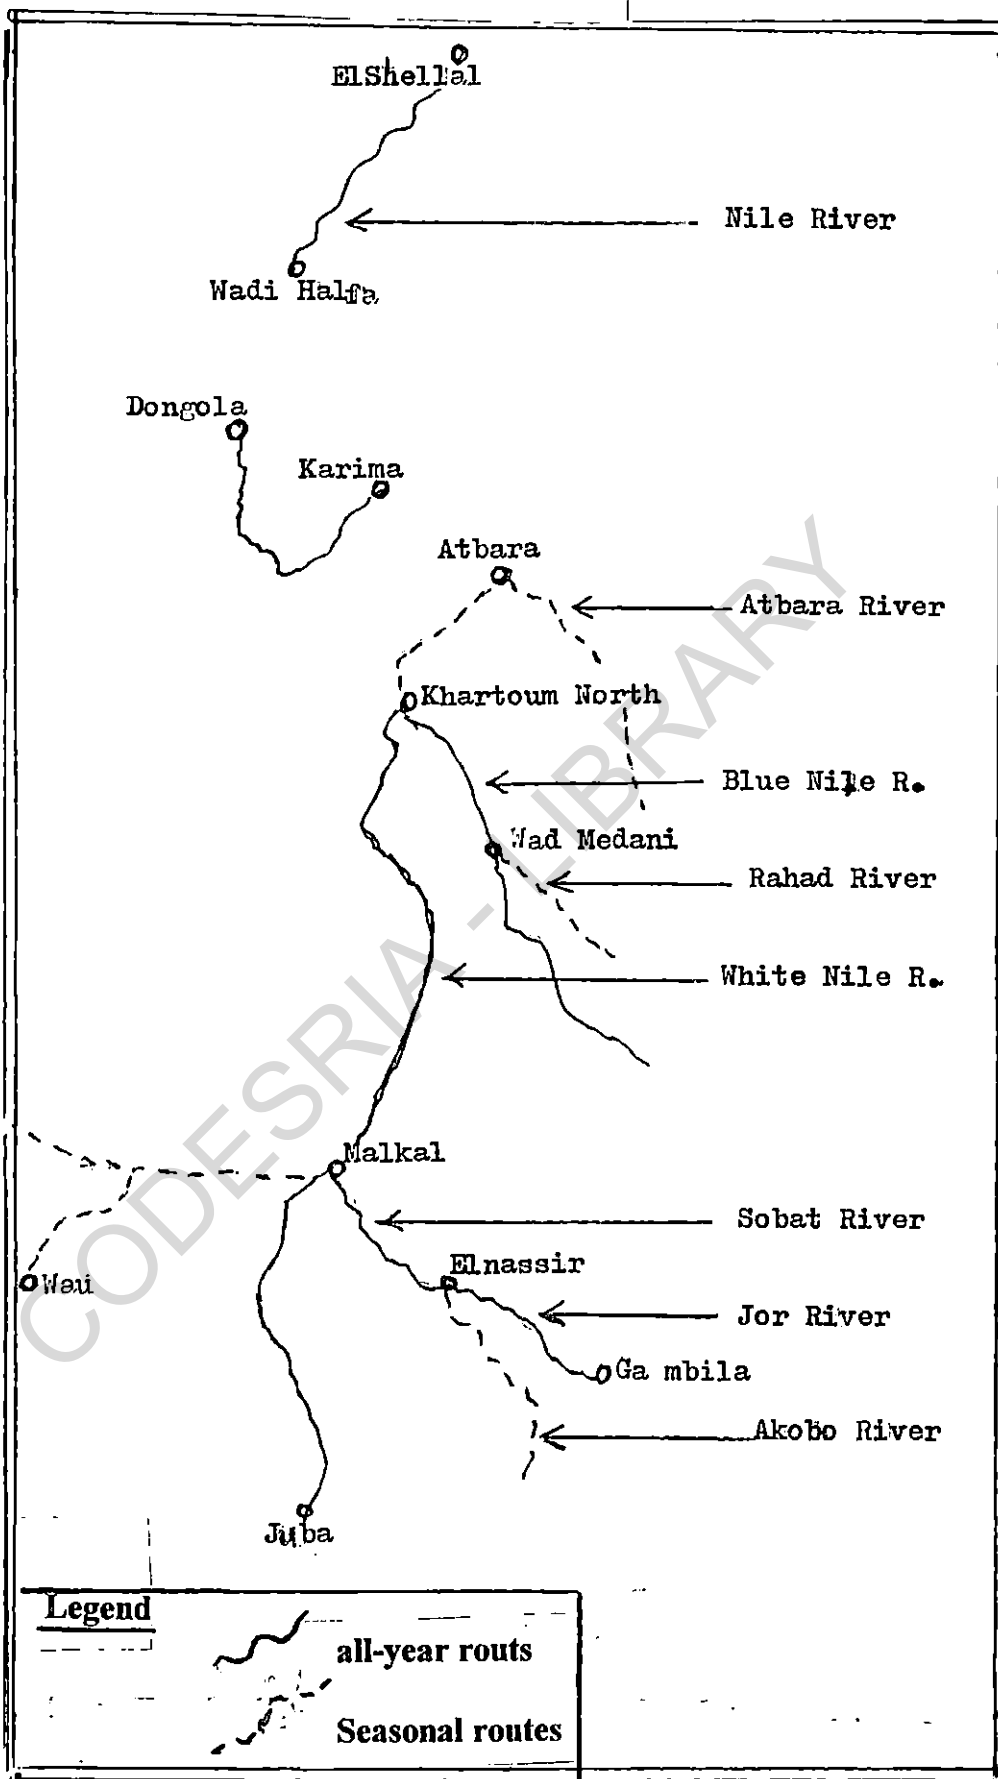 ElShellal
Nile River
Wadi Halfa
Dongola
Karima
Atbara
Atbara River
Khartoum North
Blue Nile R.
Wad Medani
Rahad River
White Nile R.
Malkal
Sobat River
Elnassir
Wau
Jor River
Ga mbila
Akobo River
Juba
Legend
all-year routs
Seasonal routes
CODESRIA - LIBRARY